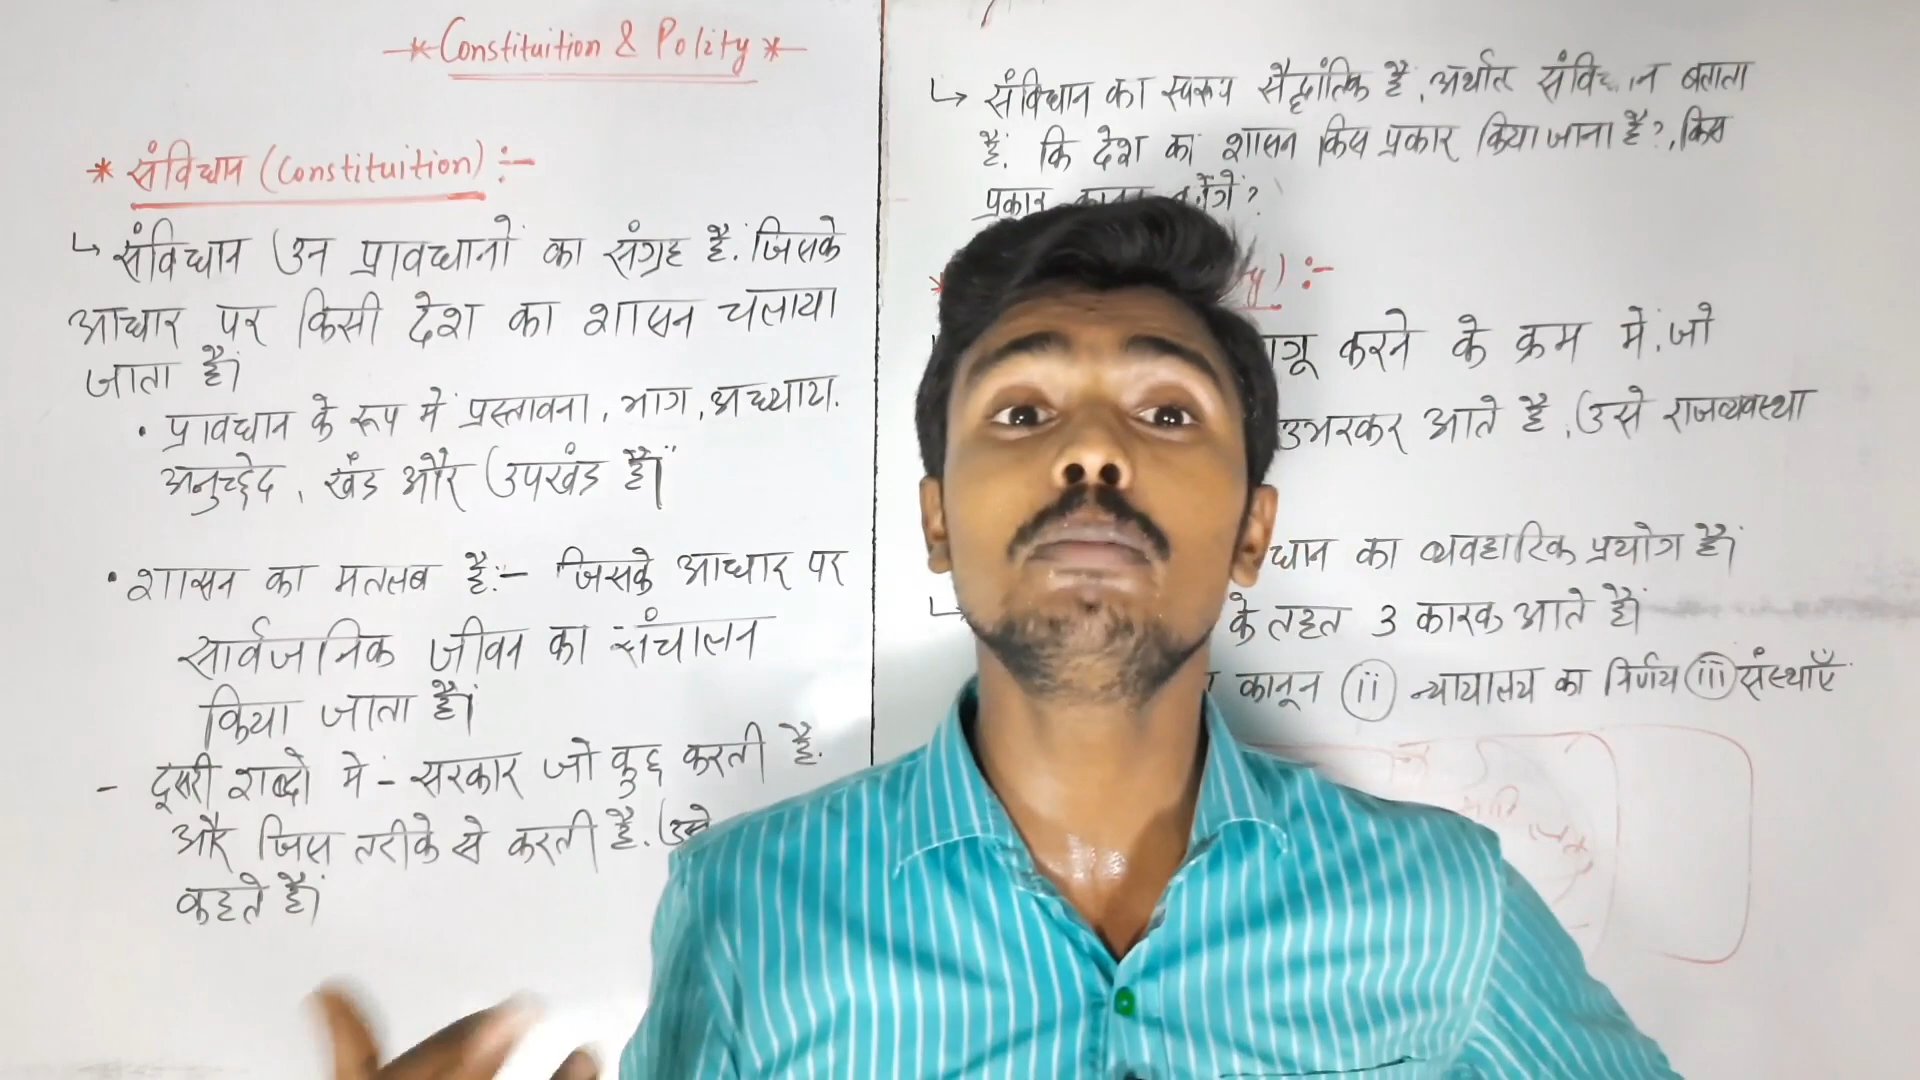 Constituition & Polity
* संविधान (Constituition) :-
↳ संविधान उन प्रावधानों का संग्रह है. जिसके
आधार पर किसी देश का शासन चलाया
जाता है।
• प्रावधान के रूप में प्रस्तावना, भाग, अध्याय.
अनुच्छेद, खंड और उपखंड है।
• शासन का मतलब है:- जिसके आधार पर
सार्वजनिक जीवन का संचालन
किया जाता है।
- दूसरी शब्दो में - सरकार जो कुछ करती है.
और जिस तरीके से करती है. उसे
कहते है।
↳ संविधान का स्वरूप सैद्धांतिक है, अर्थात संविधान बताता
है. कि देश का शासन किस प्रकार किया जाना है?, किस
प्रकार
:-
करने के क्रम में. जो
उभरकर आते है, उसे राजव्यवस्था
का व्यवहारिक प्रयोग है।
के तहत 3 कारक आते है।
कानून (ii) न्यायालय का निर्णय (iii) संस्थाएँ